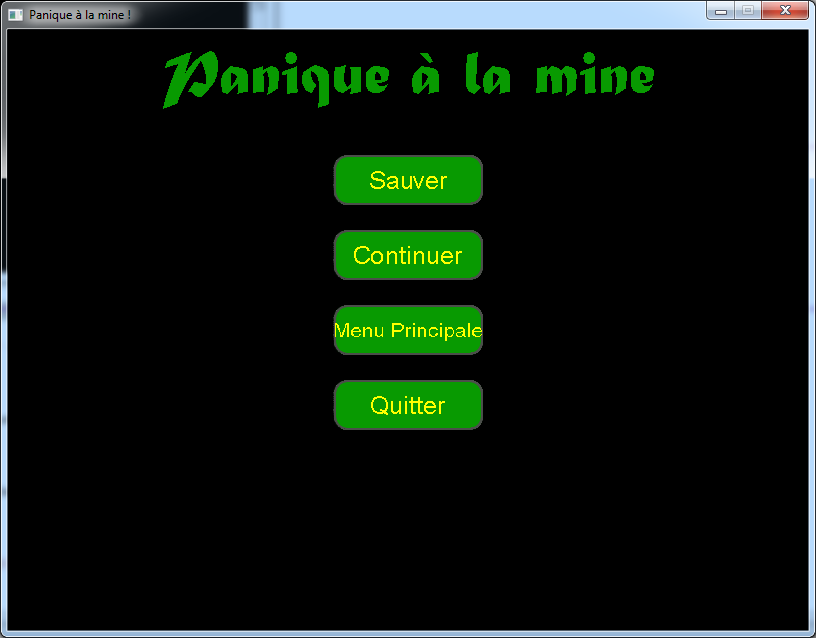 Panique à la mine !
Panique à la mine
Sauver
Continuer
Menu Principale
Quitter